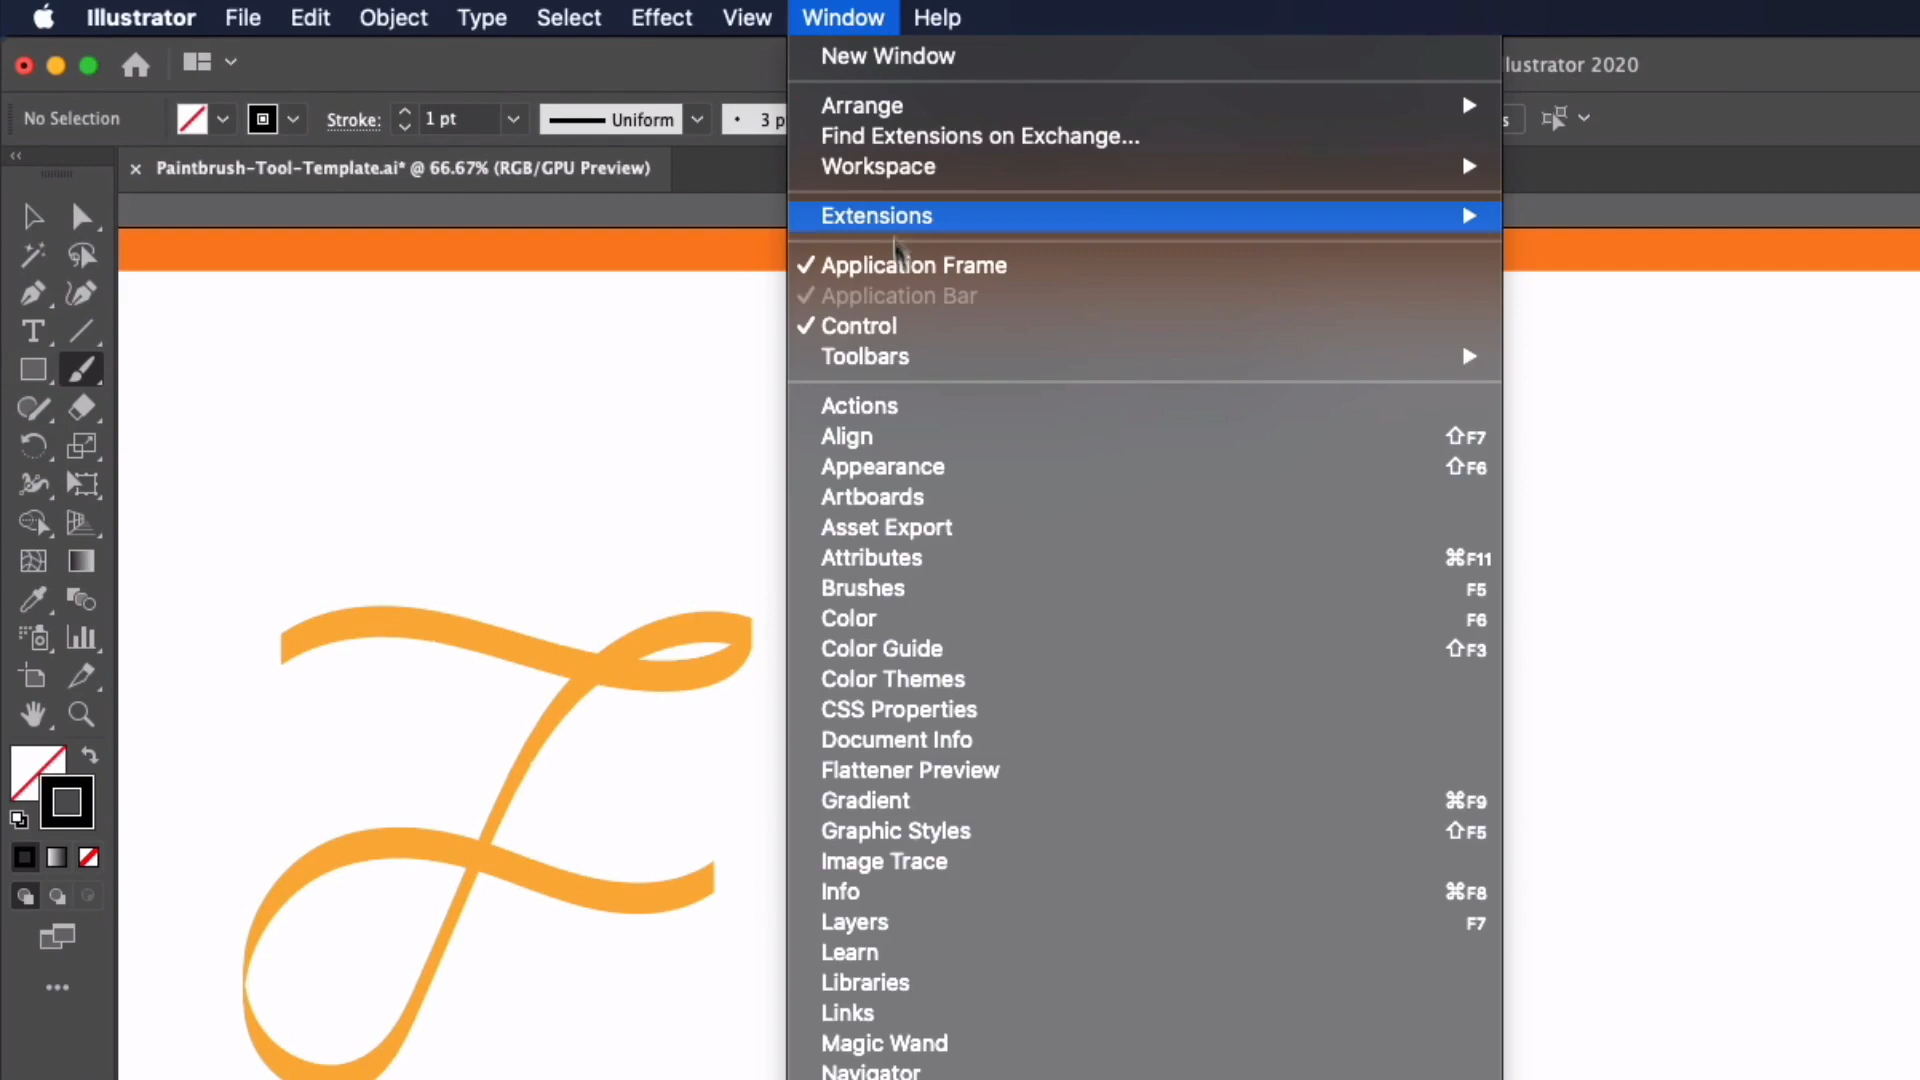 Illustrator File Edit Object Type Select Effect View Window Help
New Window
lustrator 2020
Arrange
No Selection Stroke: 1 pt Uniform 3 p
Find Extensions on Exchange...
Paintbrush-Tool-Template.ai* @ 66.67% (RGB/GPU Preview)
Workspace
Extensions
Application Frame
Application Bar
Control
Toolbars
Actions
Align ⇧F7
Appearance ⇧F6
Artboards
Asset Export
Attributes ⌘F11
Brushes F5
Color F6
Color Guide ⇧F3
Color Themes
CSS Properties
Document Info
Flattener Preview
Gradient ⌘F9
Graphic Styles ⇧F5
Image Trace
Info ⌘F8
Layers F7
Learn
Libraries
Links
Magic Wand
Navigator